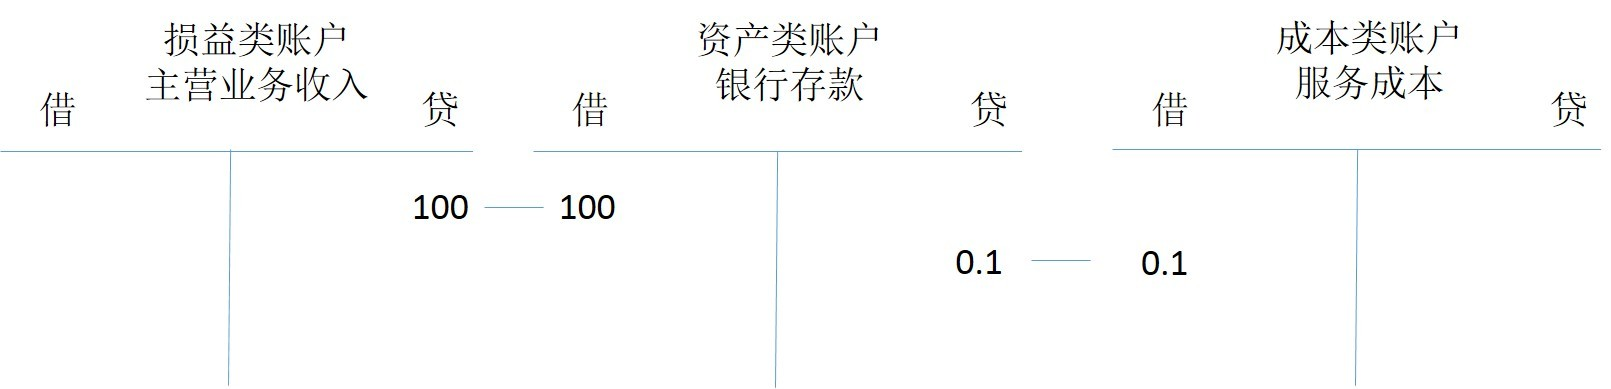 损益类账户
主营业务收入
借
贷
100
资产类账户
银行存款
借
贷
100
0.1
成本类账户
服务成本
借
贷
0.1